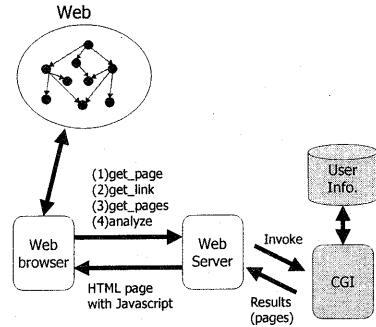 Web
(1)get_page
(2)get_link
(3)get_pages
(4)analyze
User
Info.
Web
browser
Web
Server
Invoke
CGI
HTML page
with Javascript
Results
(pages)